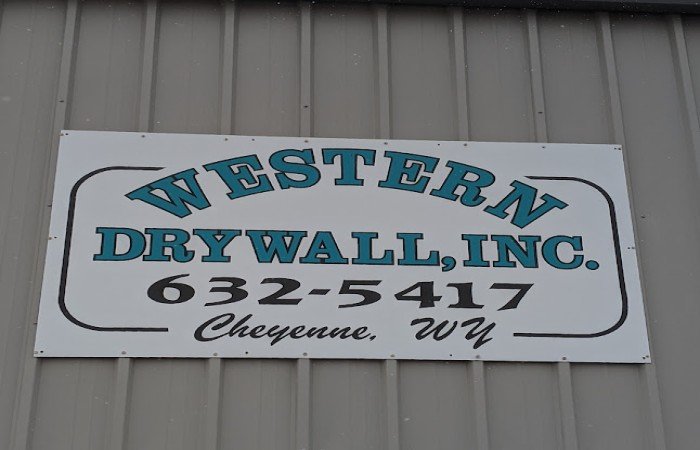 WESTERN
DRYWALL, INC.
632-5417
Cheyenne, WY